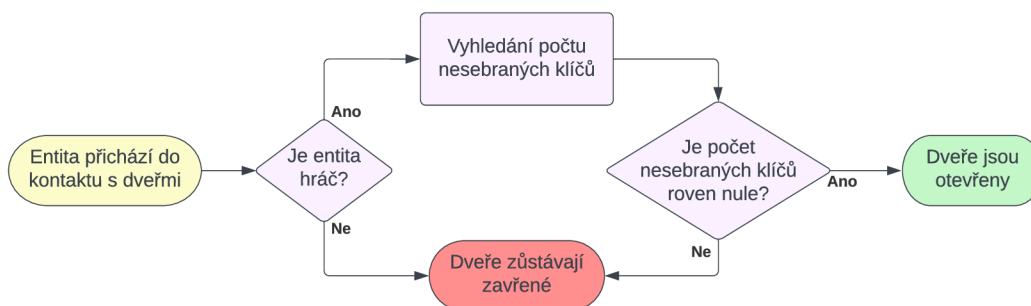 Vyhledání počtu
nesebraných klíčů
Ano
Entita přichází do
kontaktu s dveřmi
Je entita
hráč?
Je počet
nesebraných klíčů
roven nule?
Ano
Dveře jsou
otevřeny
Ne
Ne
Dveře zůstávají
zavřené